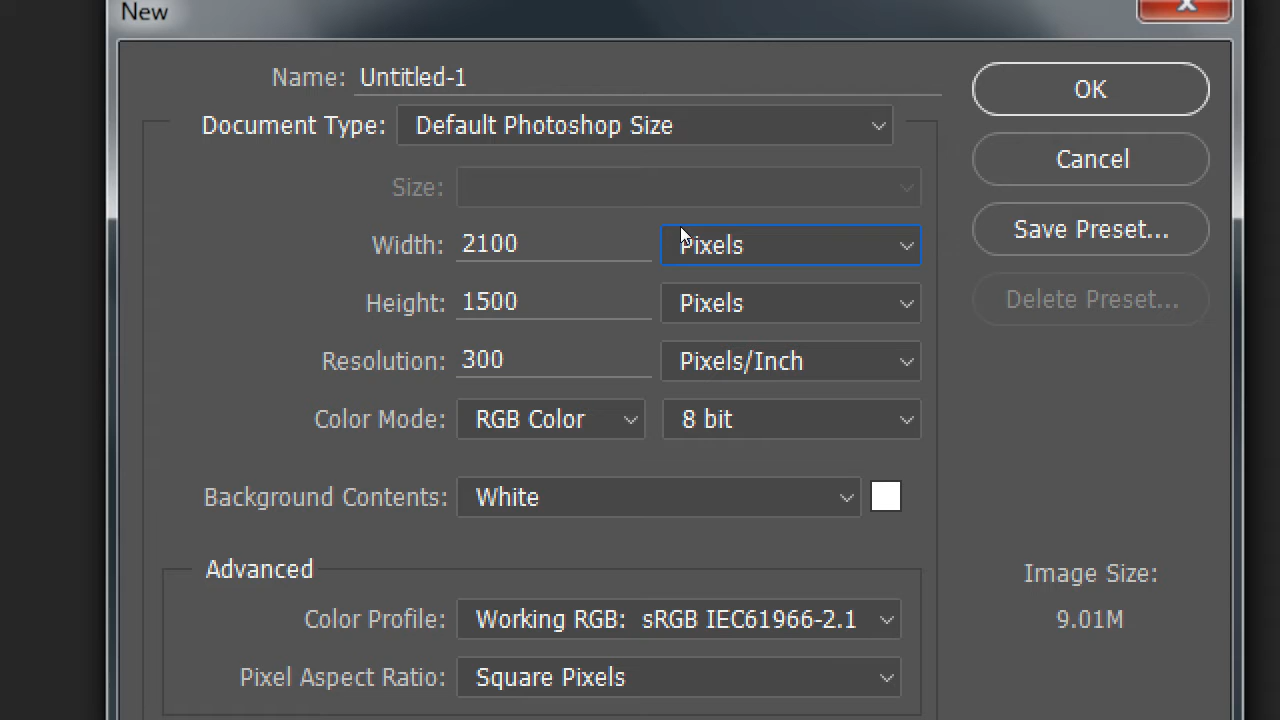 New
Name: Untitled-1
OK
Document Type: Default Photoshop Size
Cancel
Size:
Save Preset...
Width: 2100 Pixels
Delete Preset...
Height: 1500 Pixels
Resolution: 300 Pixels/Inch
Color Mode: RGB Color 8 bit
Background Contents: White
Advanced
Image Size:
9.01M
Color Profile: Working RGB: sRGB IEC61966-2.1
Pixel Aspect Ratio: Square Pixels